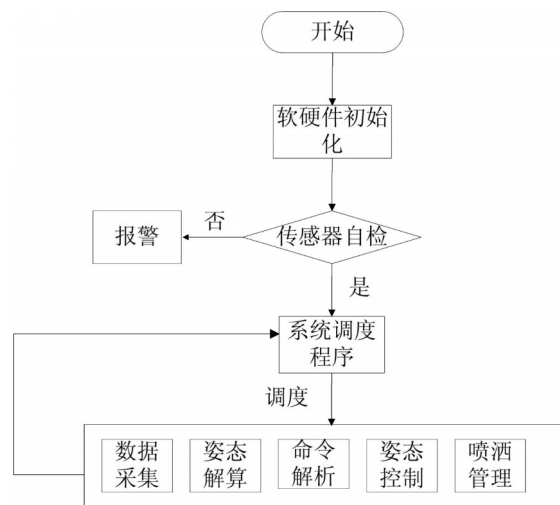 开始
软硬件初始
化
否
报警
传感器自检
是
系统调度
程序
调度
数据
采集
姿态
解算
命令
解析
姿态
控制
喷洒
管理